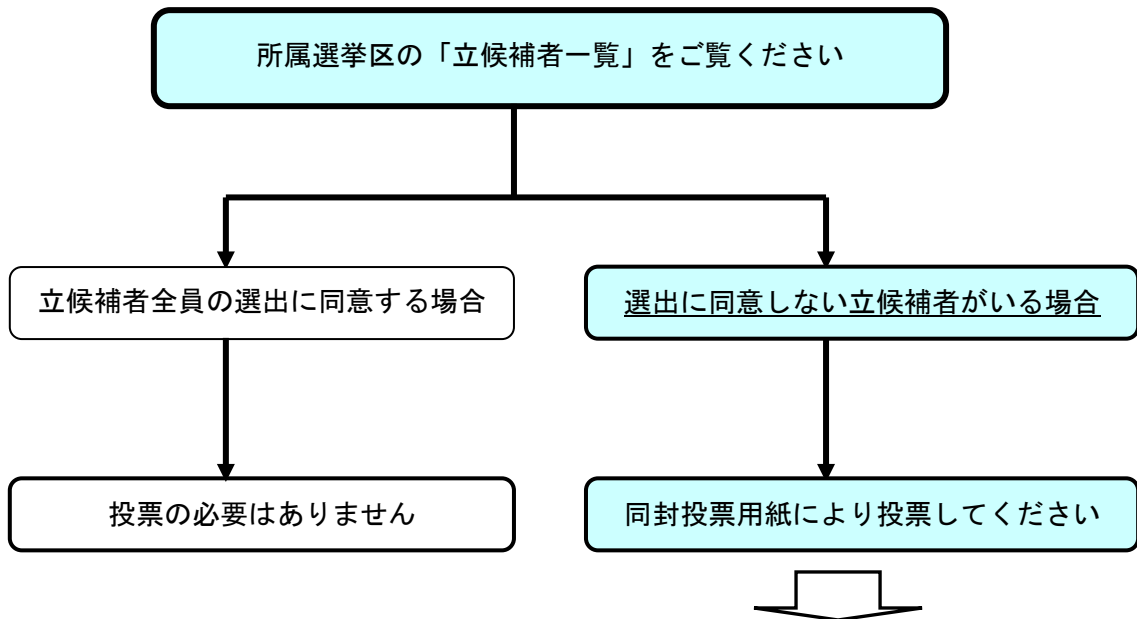 所属選挙区の「立候補者一覧」をご覧ください
立候補者全員の選出に同意する場合
選出に同意しない立候補者がいる場合
投票の必要はありません
同封投票用紙により投票してください